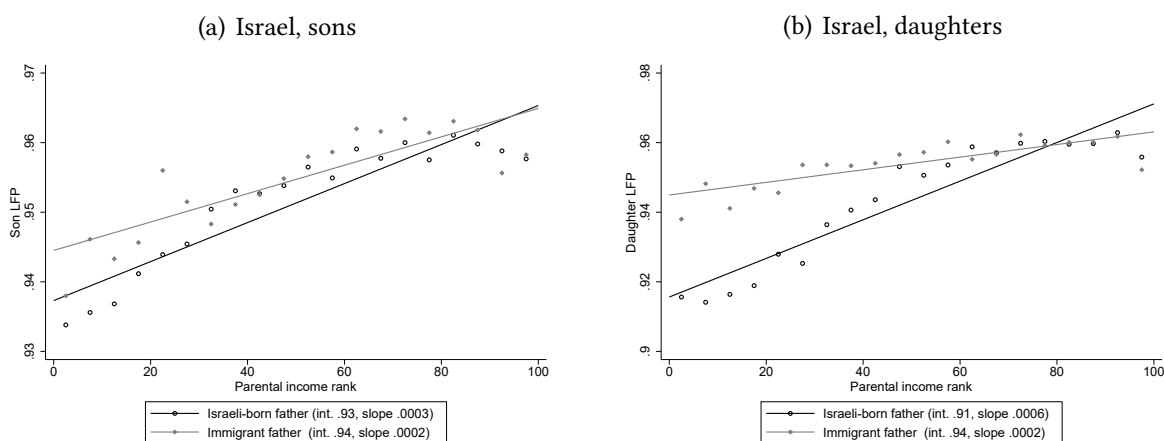 (a) Israel, sons
.97
.96
.95
.94
.93
Son LFP
0
20
40
60
80
100
Parental income rank
Israeli-born father (int. .93, slope .0003)
Immigrant father (int. .94, slope .0002)
(b) Israel, daughters
.98
.96
.94
.92
.9
Daughter LFP
0
20
40
60
80
100
Parental income rank
Israeli-born father (int. .91, slope .0006)
Immigrant father (int. .94, slope .0002)